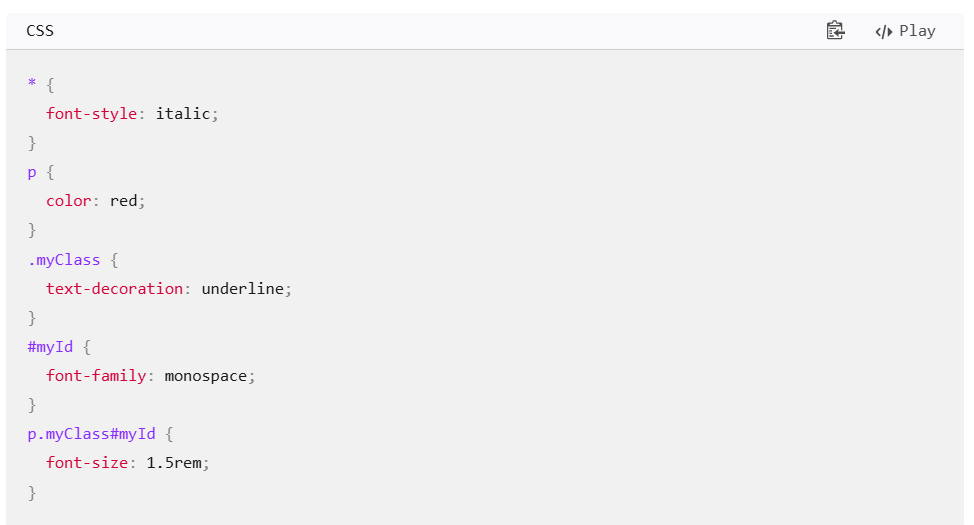 CSS
Play
* {
  font-style: italic;
}
p {
  color: red;
}
.myClass {
  text-decoration: underline;
}
#myId {
  font-family: monospace;
}
p.myClass#myId {
  font-size: 1.5rem;
}